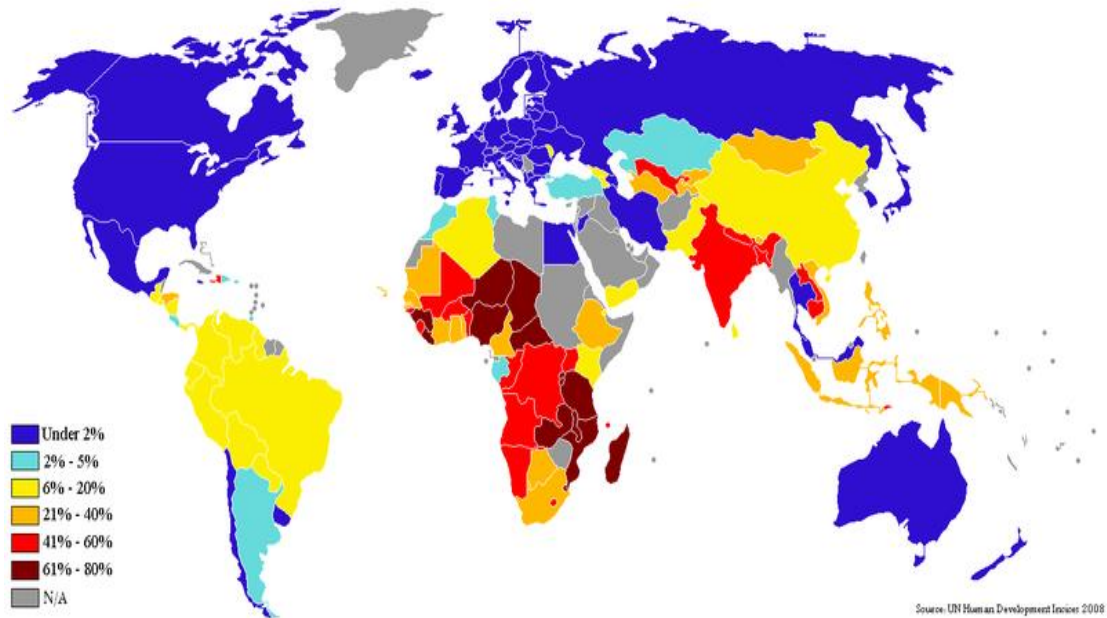 Under 2%
2% - 5%
6% - 20%
21% - 40%
41% - 60%
61% - 80%
N/A
Source: UN Human Development Indices 2008